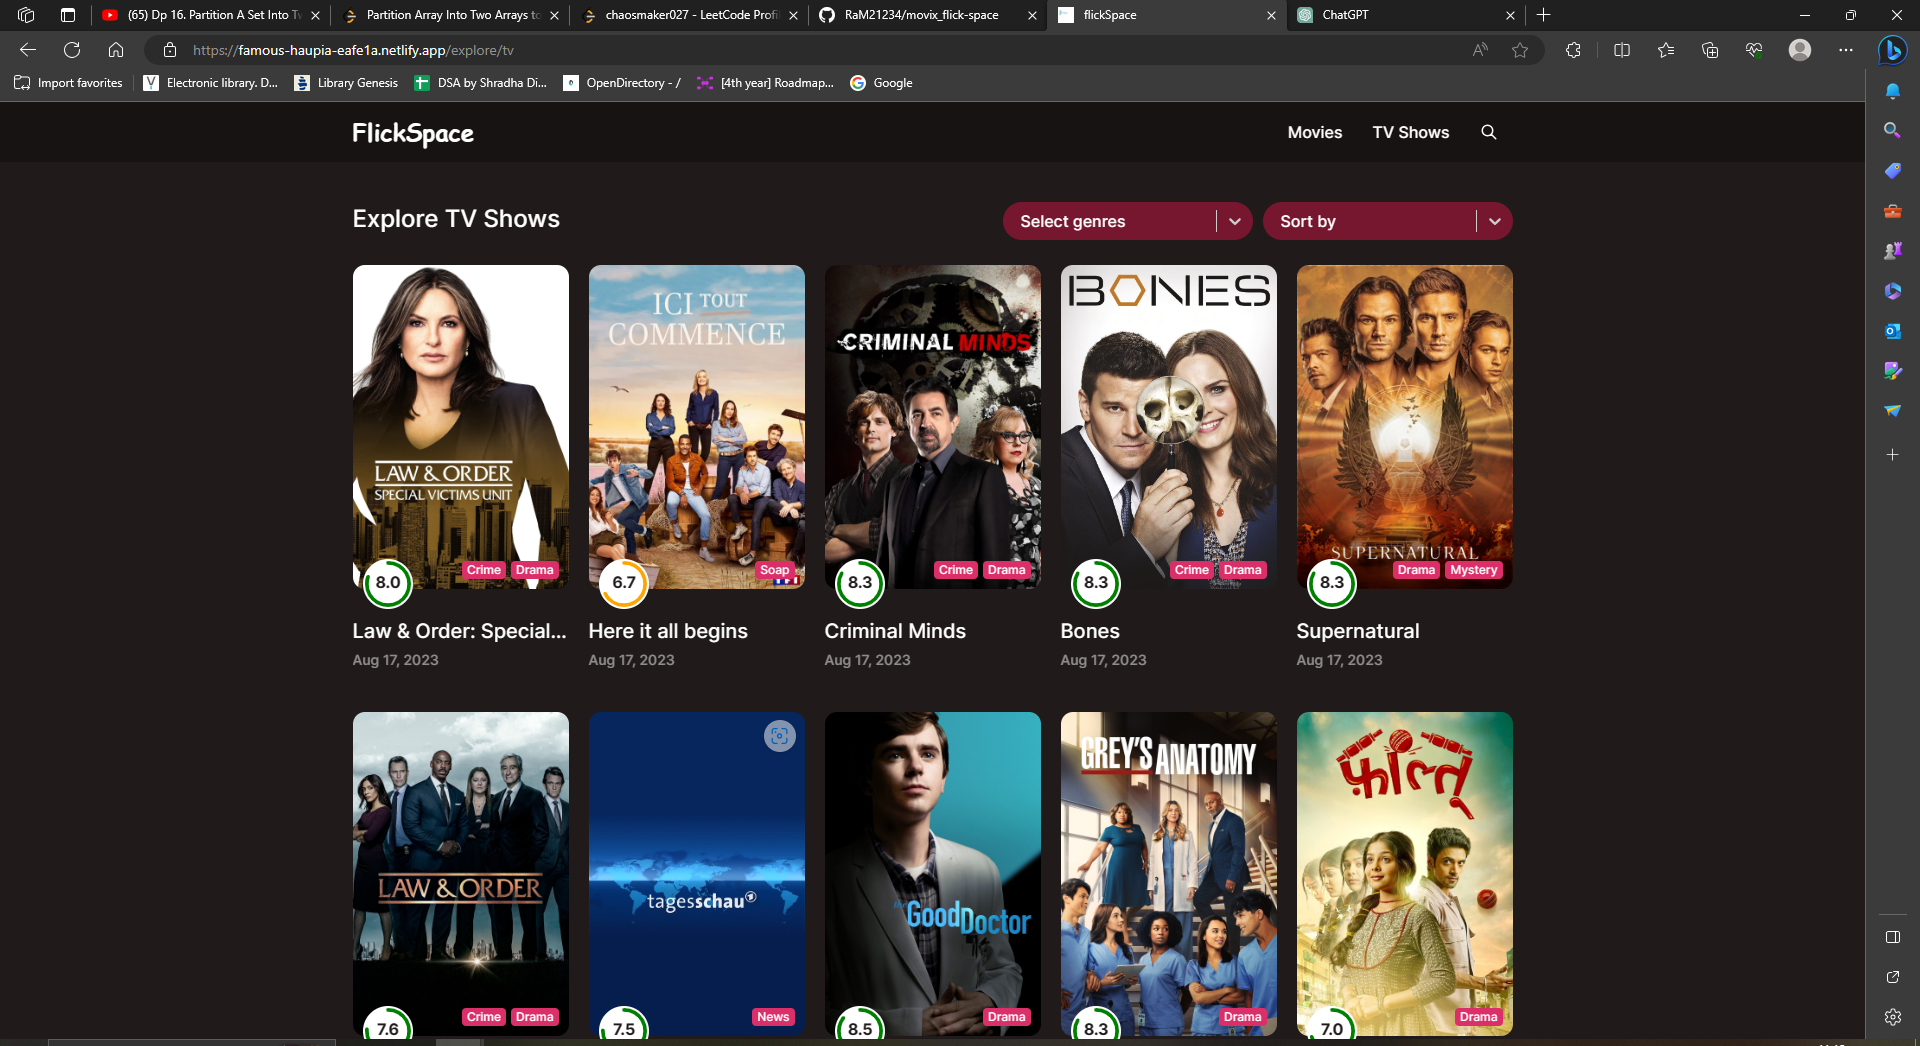 (65) Dp 16. Partition A Set Into Tw
Partition Array Into Two Arrays to
chaosmaker027 - LeetCode Profil
RaM21234/movix_flick-space
flickSpace
ChatGPT
https://famous-haupia-eafe1a.netlify.app/explore/tv
Import favorites
Electronic library. D...
Library Genesis
DSA by Shradha Di...
OpenDirectory - /
[4th year] Roadmap...
Google
FlickSpace
Movies
TV Shows
Explore TV Shows
Select genres
Sort by
LAW & ORDER
SPECIAL VICTIMS UNIT
8.0
Crime
Drama
Law & Order: Special...
Aug 17, 2023
ICI TOUT
COMMENCE
6.7
Soap
Here it all begins
Aug 17, 2023
CRIMINAL MINDS
8.3
Crime
Drama
Criminal Minds
Aug 17, 2023
BONES
8.3
Crime
Drama
Bones
Aug 17, 2023
SUPERNATURAL
8.3
Drama
Mystery
Supernatural
Aug 17, 2023
LAW & ORDER
7.6
Crime
Drama
tagesschau
7.5
News
the
GoodDoctor
8.5
Drama
GREY'S ANATOMY
8.3
Drama
फ़ालतू
7.0
Drama